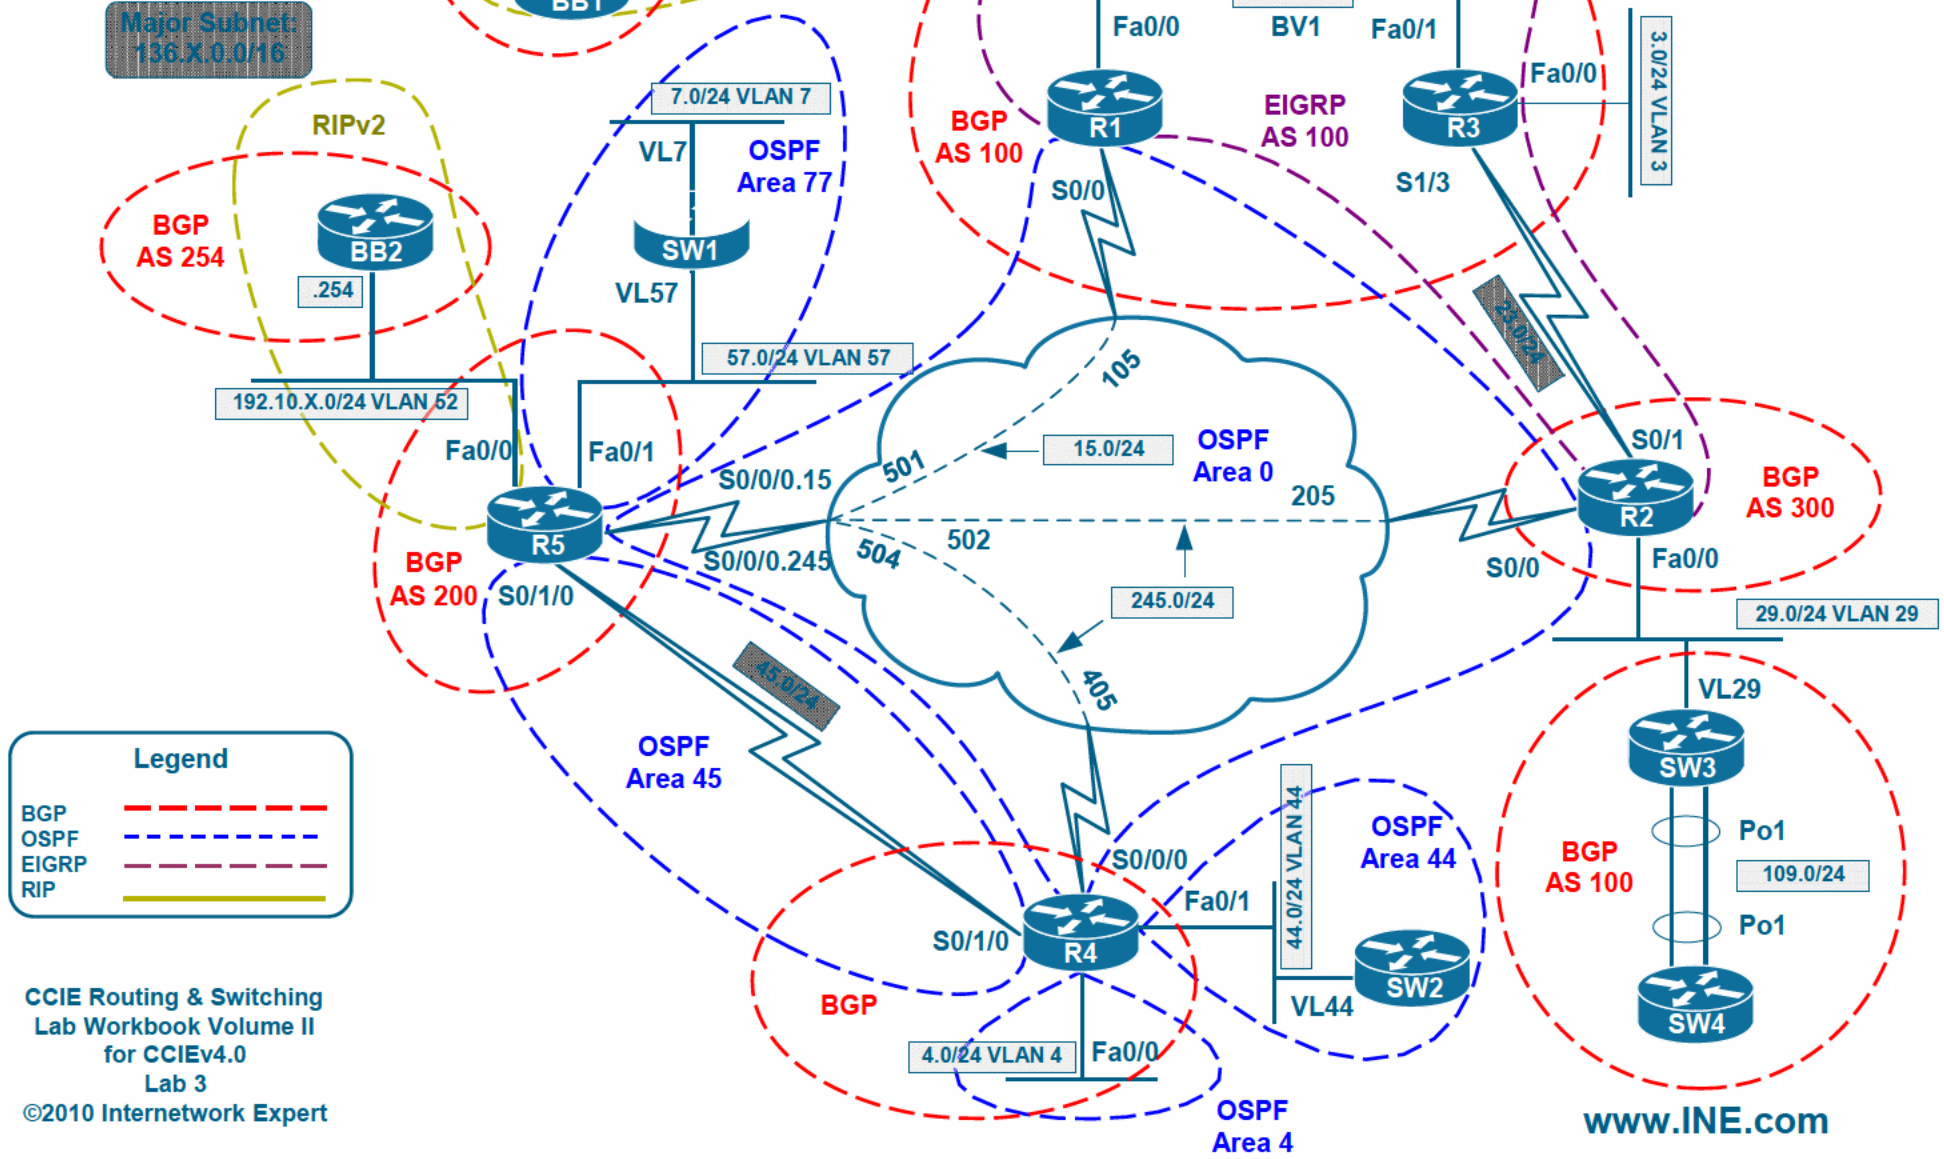 BB1
Major Subnet:
136.X.0.0/16
Fa0/0
BV1
Fa0/1
Fa0/0
3.0/24 VLAN 3
R1
R3
EIGRP
AS 100
BGP
AS 100
S0/0
S1/3
RIPv2
7.0/24 VLAN 7
VL7
OSPF
Area 77
BGP
AS 254
BB2
.254
SW1
VL57
57.0/24 VLAN 57
192.10.X.0/24 VLAN 52
Fa0/0
Fa0/1
23.0/24
105
15.0/24
OSPF
Area 0
501
S0/0/0.15
S0/0/0.245
205
502
504
245.0/24
405
R5
BGP
AS 200
S0/1/0
S0/1
R2
BGP
AS 300
S0/0
Fa0/0
29.0/24 VLAN 29
VL29
SW3
Po1
109.0/24
Po1
BGP
AS 100
SW4
45.0/24
OSPF
Area 45
S0/0/0
Fa0/1
44.0/24 VLAN 44
OSPF
Area 44
S0/1/0
R4
SW2
VL44
BGP
4.0/24 VLAN 4
Fa0/0
OSPF
Area 4
Legend
BGP
OSPF
EIGRP
RIP
CCIE Routing & Switching
Lab Workbook Volume II
for CCIEv4.0
Lab 3
©2010 Internetwork Expert
www.INE.com